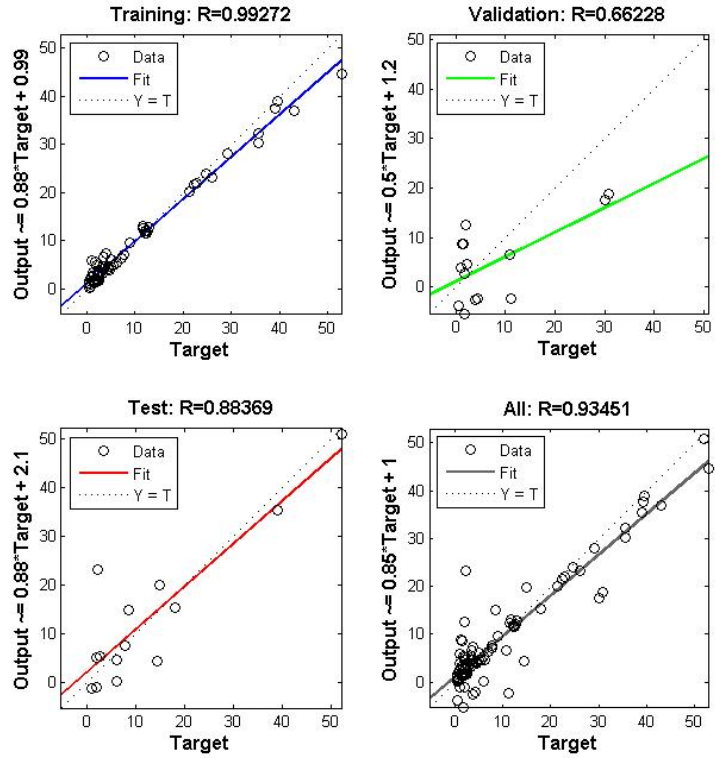 Training: R=0.99272
Output ~= 0.88*Target + 0.99
Data
Fit
Y = T
50
40
30
20
10
0
0 10 20 30 40 50
Target
Validation: R=0.66228
Output ~= 0.5*Target + 1.2
Data
Fit
Y = T
50
40
30
20
10
0
0 10 20 30 40 50
Target
Test: R=0.88369
Output ~= 0.88*Target + 2.1
Data
Fit
Y = T
50
40
30
20
10
0
0 10 20 30 40 50
Target
All: R=0.93451
Output ~= 0.85*Target + 1
Data
Fit
Y = T
50
40
30
20
10
0
0 10 20 30 40 50
Target